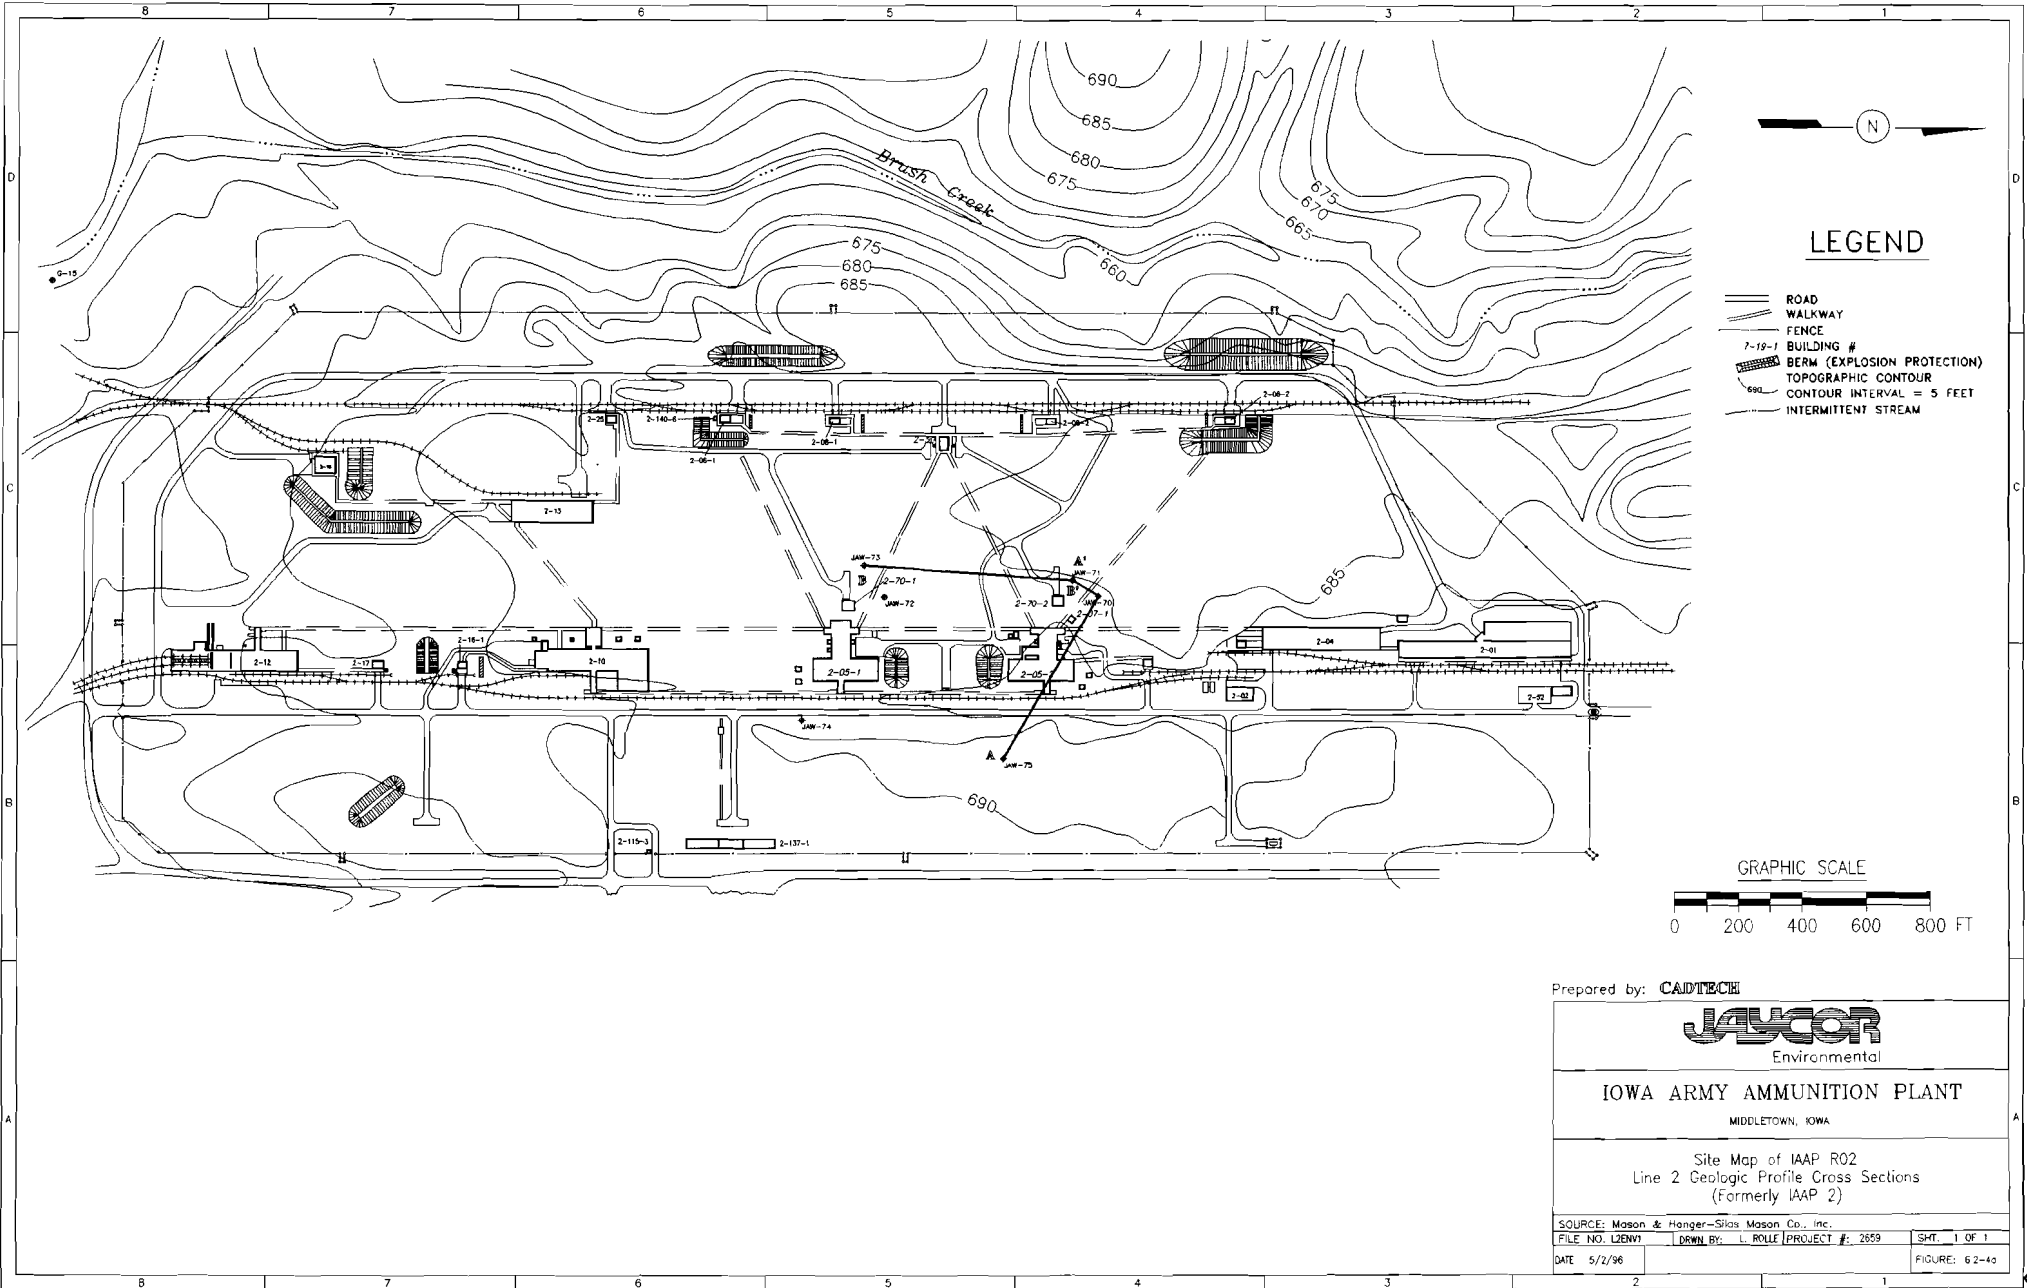 8 7 6 5 4 3 2 1
D
D
690
685
680
675
Brush Creek
675
670
665
660
675
680
685
G-15
N
LEGEND
ROAD
WALKWAY
FENCE
7-19-1 BUILDING #
BERM (EXPLOSION PROTECTION)
TOPOGRAPHIC CONTOUR
690 CONTOUR INTERVAL = 5 FEET
INTERMITTENT STREAM
2-08-2
2-25
2-140-6
2-08-1
2-06-1
C
C
2-15
JAW-73
A'
JAW-71
B
2-70-1
B'
JAW-72
2-70-2
JAW-70
2-07-1
685
2-16-1
2-04
2-01
2-12
2-17
2-10
2-05-1
2-05-
2-02
2-52
JAW-74
A
JAW-75
B
B
690
2-115-3
2-137-1
GRAPHIC SCALE
0 200 400 600 800 FT
Prepared by: CADTECH
JAYCOR
Environmental
IOWA ARMY AMMUNITION PLANT
MIDDLETOWN, IOWA
A
A
Site Map of IAAP R02
Line 2 Geologic Profile Cross Sections
(Formerly IAAP 2)
SOURCE: Mason & Hanger-Silas Mason Co., Inc.
FILE NO. L2ENV1 DRWN BY: L. ROLLE PROJECT #: 2659 SHT. 1 OF 1
DATE 5/2/96 FIGURE: 6.2-4a
8 7 6 5 4 3 2 1